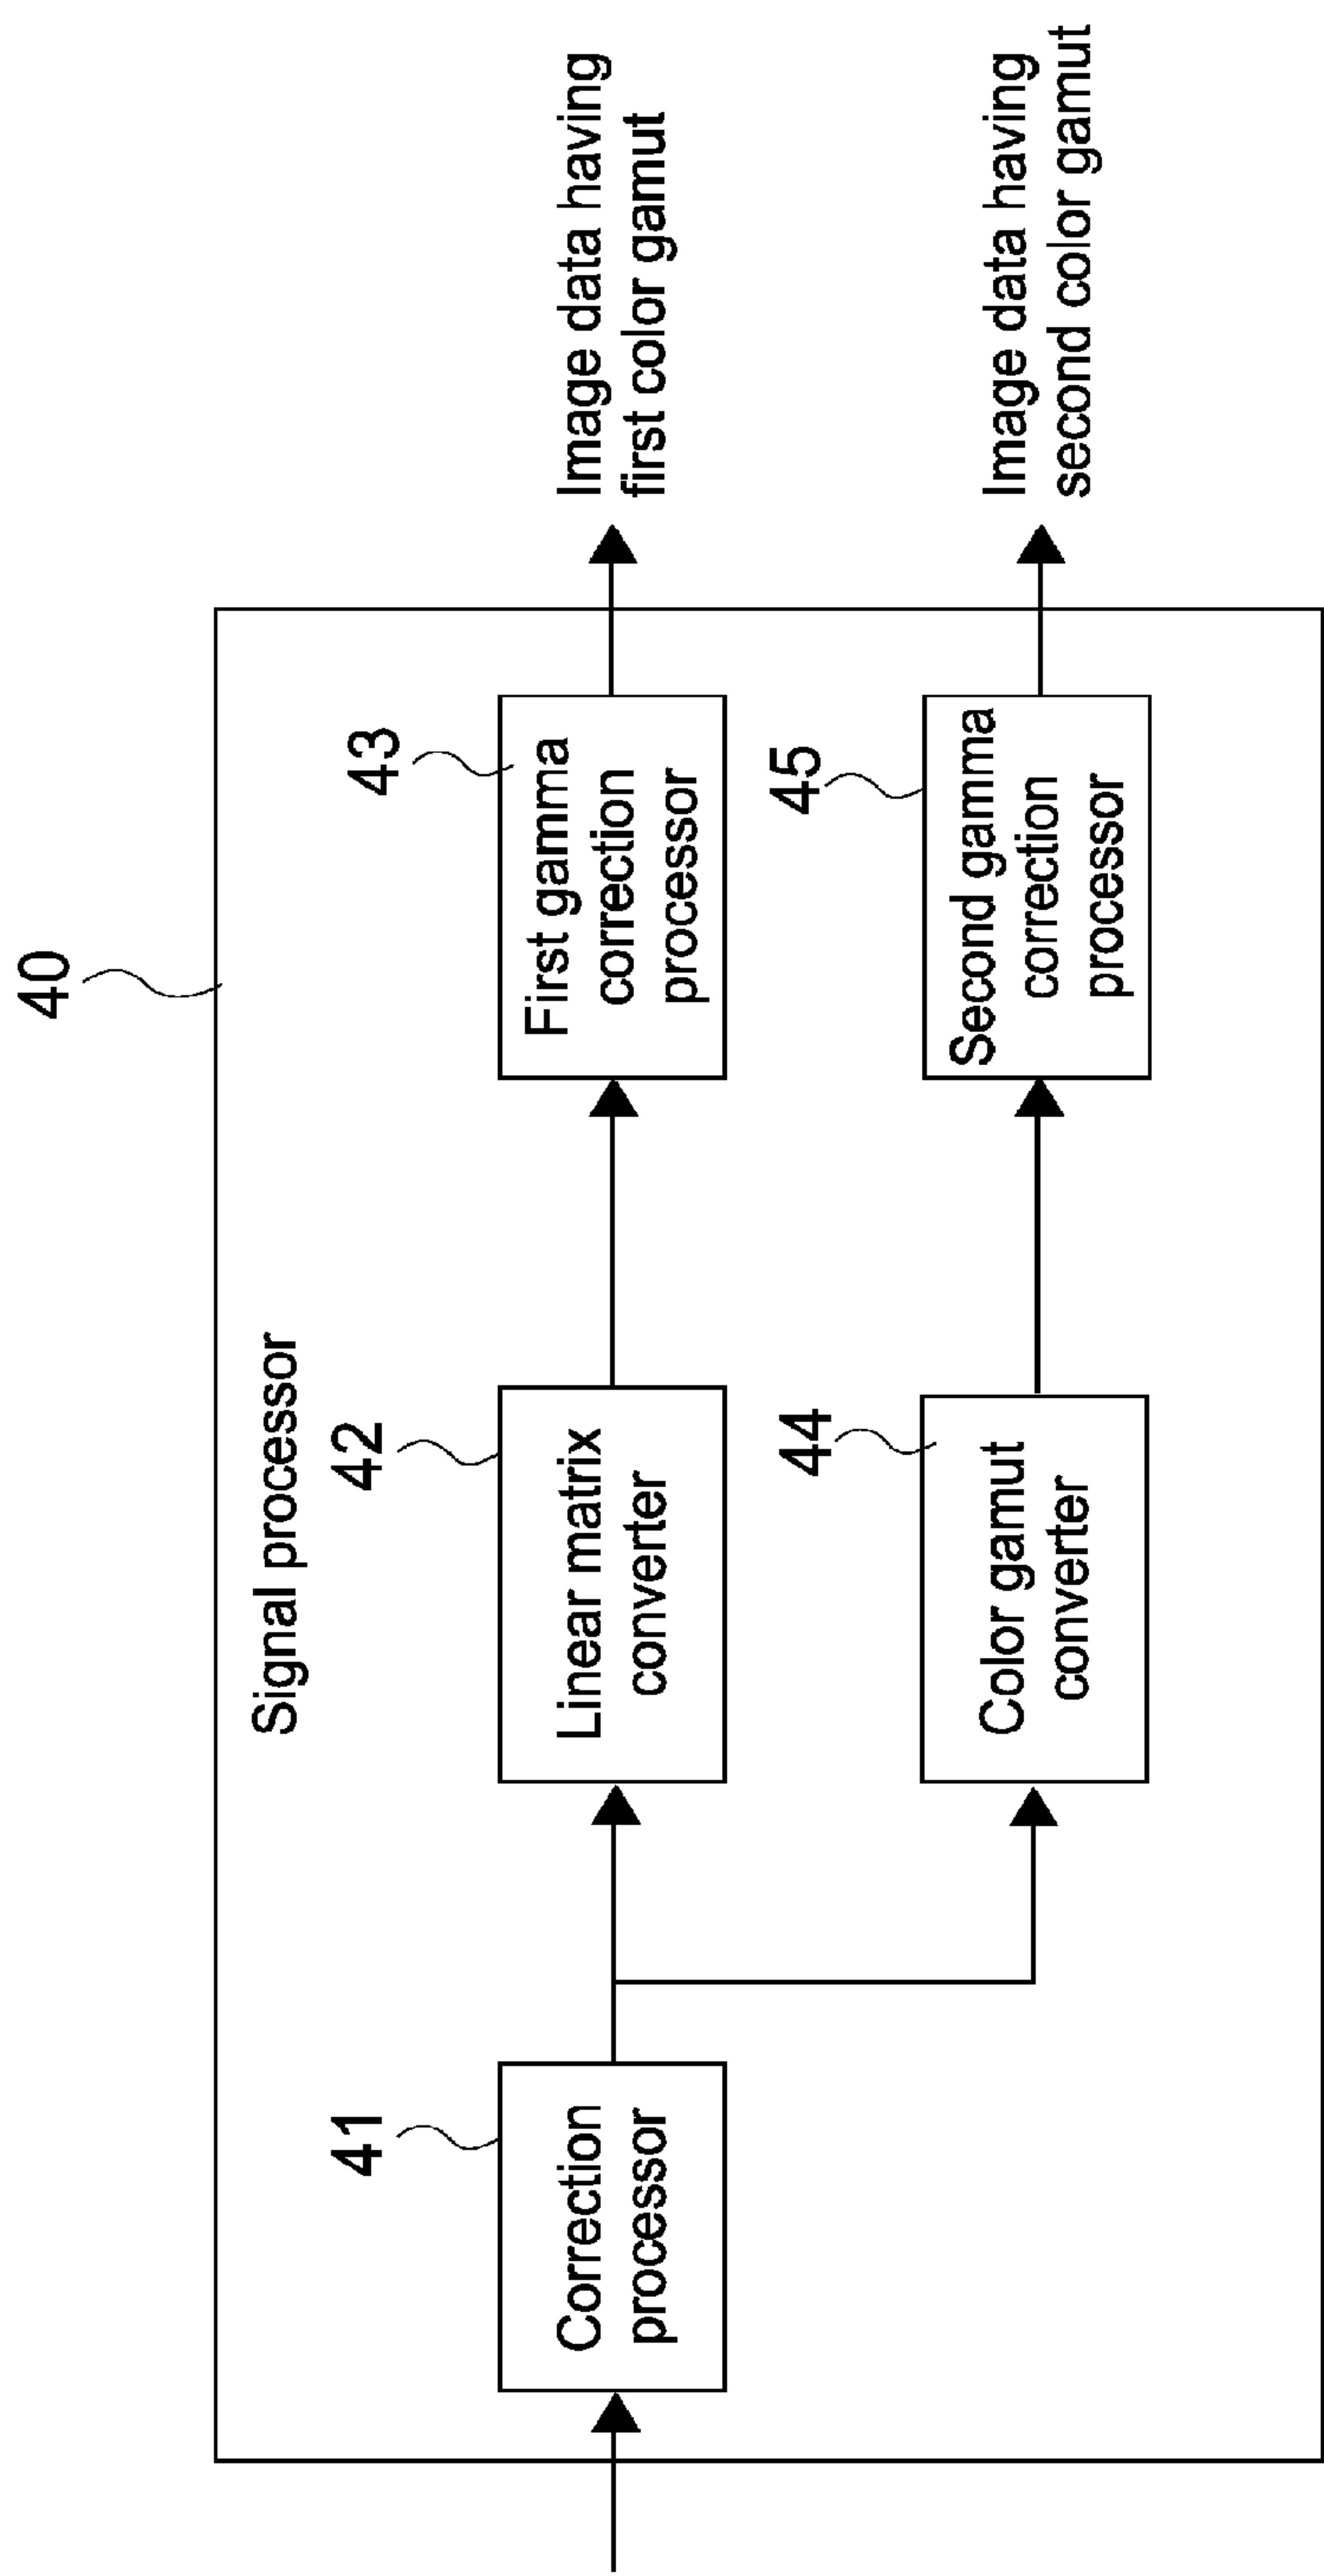 40
Signal processor
41
Correction
processor
42
Linear matrix
converter
43
First gamma
correction
processor
Image data having
first color gamut
44
Color gamut
converter
45
Second gamma
correction
processor
Image data having
second color gamut